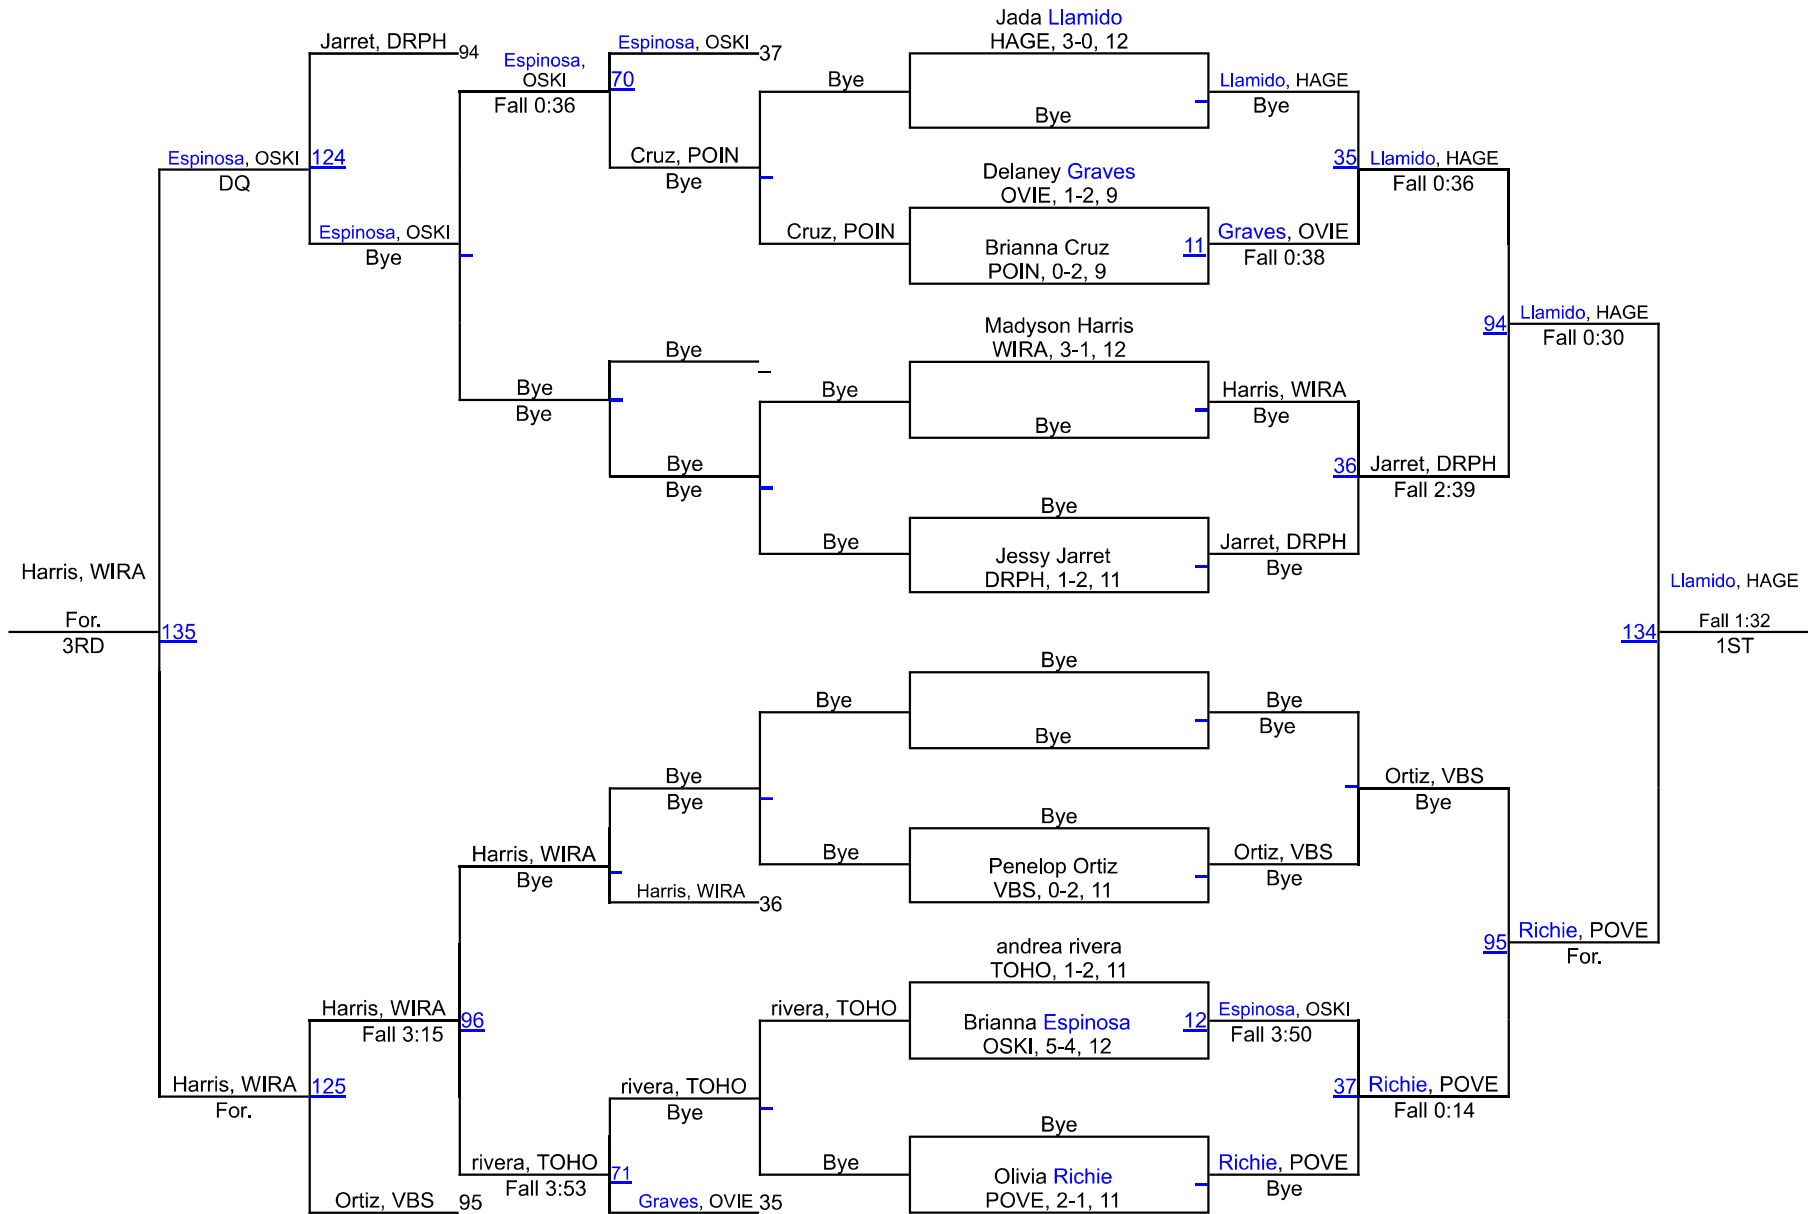 Jada Llamido
HAGE, 3-0, 12
Bye
Bye
Llamido, HAGE
Bye
Delaney Graves
OVIE, 1-2, 9
Brianna Cruz
POIN, 0-2, 9
Cruz, POIN
11
Graves, OVIE
Fall 0:38
35
Llamido, HAGE
Fall 0:36
Madyson Harris
WIRA, 3-1, 12
Bye
Bye
Harris, WIRA
Bye
Bye
Jessy Jarret
DRPH, 1-2, 11
Bye
Jarret, DRPH
Bye
36
Jarret, DRPH
Fall 2:39
94
Llamido, HAGE
Fall 0:30
Bye
Bye
Bye
Bye
Bye
Bye
Penelop Ortiz
VBS, 0-2, 11
Bye
Ortiz, VBS
Bye
Ortiz, VBS
Bye
andrea rivera
TOHO, 1-2, 11
Brianna Espinosa
OSKI, 5-4, 12
rivera, TOHO
12
Espinosa, OSKI
Fall 3:50
Bye
Olivia Richie
POVE, 2-1, 11
Bye
Richie, POVE
Bye
37
Richie, POVE
Fall 0:14
95
Richie, POVE
For.
134
Llamido, HAGE
Fall 1:32
1ST
Espinosa, OSKI
37
Cruz, POIN
Bye
70
Espinosa,
OSKI
Fall 0:36
Bye
Bye
Bye
Bye
Bye
Espinosa, OSKI
Bye
Jarret, DRPH
94
124
Espinosa, OSKI
DQ
Bye
Bye
Harris, WIRA
36
Harris, WIRA
Bye
rivera, TOHO
Bye
Graves, OVIE
35
71
rivera, TOHO
Fall 3:53
96
Harris, WIRA
Fall 3:15
Ortiz, VBS
95
125
Harris, WIRA
For.
135
Harris, WIRA
For.
3RD